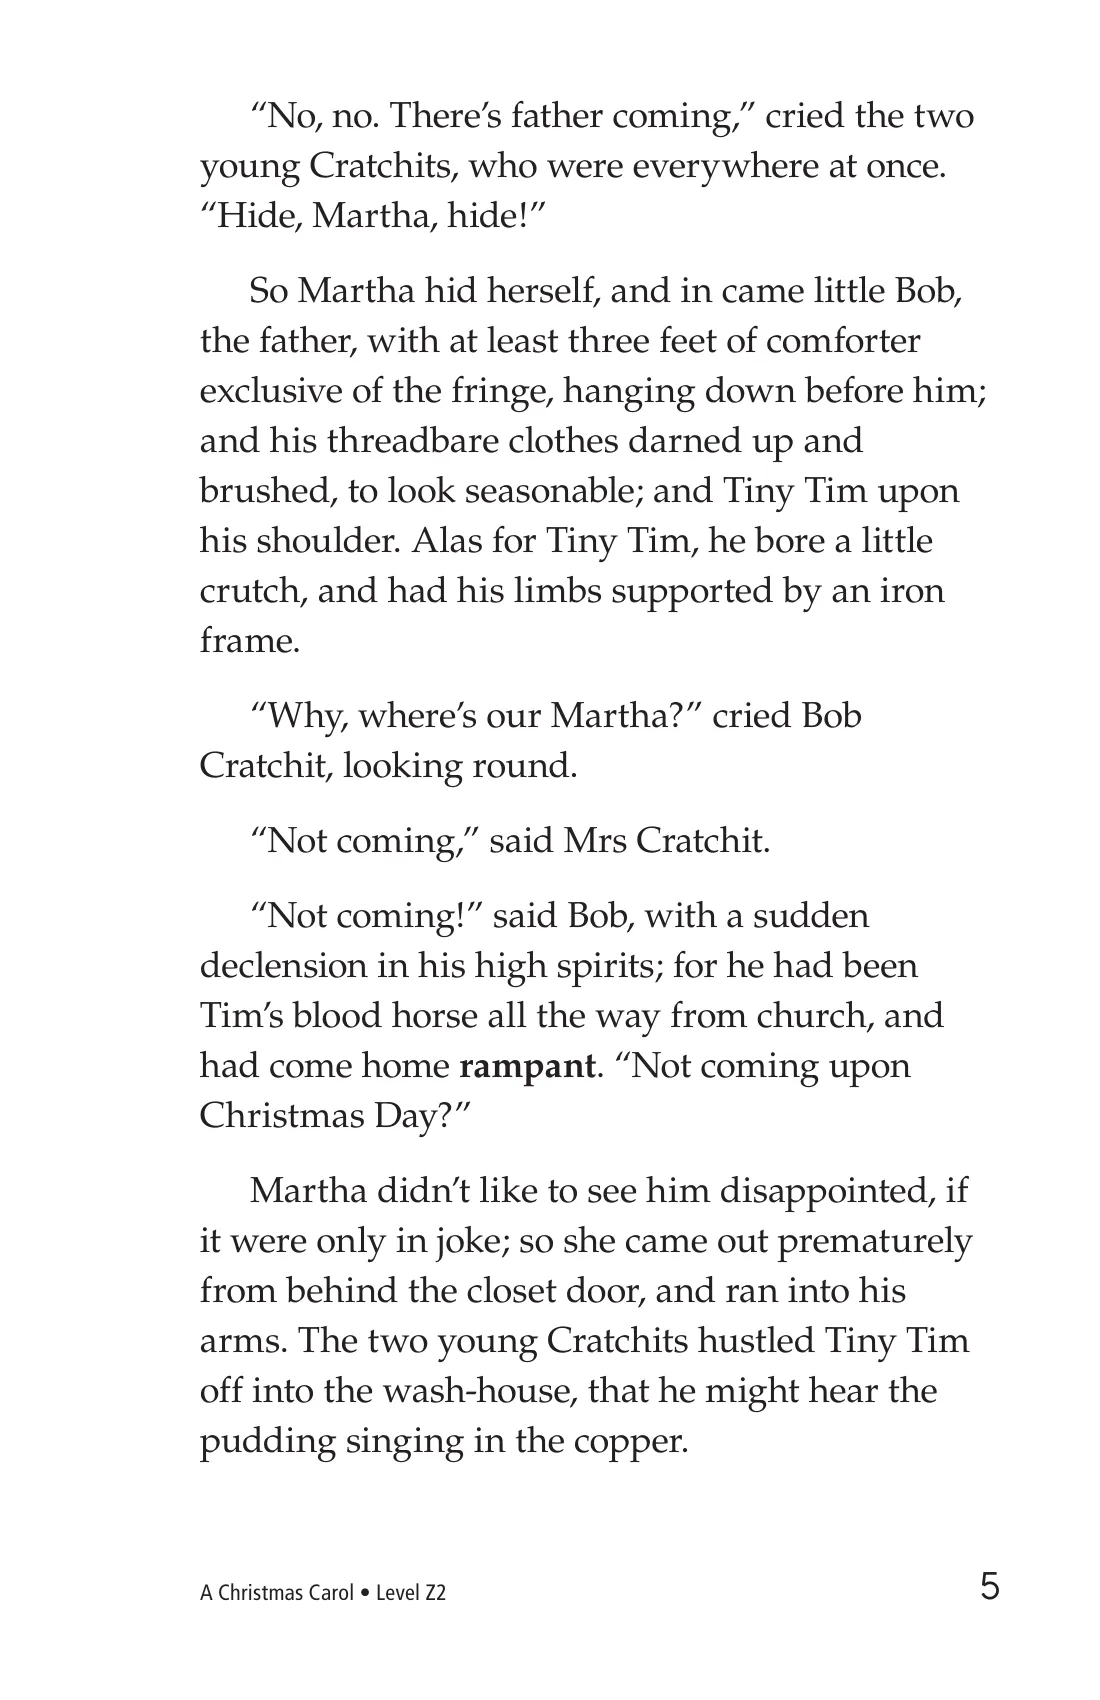 “No, no. There’s father coming,” cried the two
young Cratchits, who were everywhere at once.
“Hide, Martha, hide!”
So Martha hid herself, and in came little Bob,
the father, with at least three feet of comforter
exclusive of the fringe, hanging down before him;
and his threadbare clothes darned up and
brushed, to look seasonable; and Tiny Tim upon
his shoulder. Alas for Tiny Tim, he bore a little
crutch, and had his limbs supported by an iron
frame.
“Why, where’s our Martha?” cried Bob
Cratchit, looking round.
“Not coming,” said Mrs Cratchit.
“Not coming!” said Bob, with a sudden
declension in his high spirits; for he had been
Tim’s blood horse all the way from church, and
had come home rampant. “Not coming upon
Christmas Day?”
Martha didn’t like to see him disappointed, if
it were only in joke; so she came out prematurely
from behind the closet door, and ran into his
arms. The two young Cratchits hustled Tiny Tim
off into the wash-house, that he might hear the
pudding singing in the copper.
A Christmas Carol • Level Z2 5